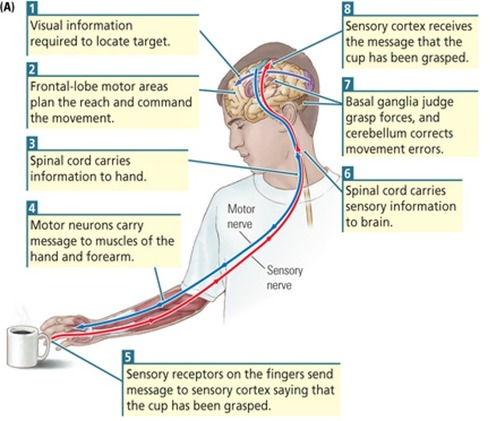 (A)
1
Visual information
required to locate target.
2
Frontal-lobe motor areas
plan the reach and command
the movement.
3
Spinal cord carries
information to hand.
4
Motor neurons carry
message to muscles of the
hand and forearm.
Motor
nerve
Sensory
nerve
5
Sensory receptors on the fingers send
message to sensory cortex saying that
the cup has been grasped.
6
Spinal cord carries
sensory information
to brain.
7
Basal ganglia judge
grasp forces, and
cerebellum corrects
movement errors.
8
Sensory cortex receives
the message that the
cup has been grasped.